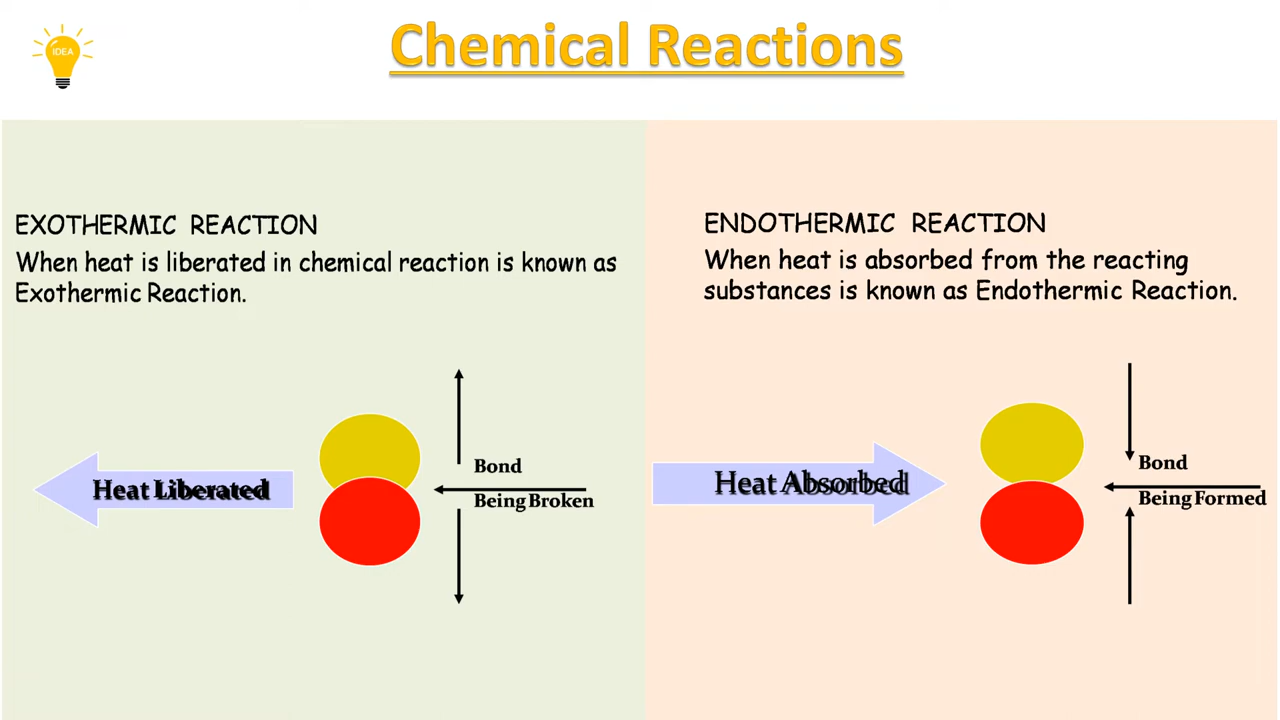 IDEA
Chemical Reactions
EXOTHERMIC REACTION
When heat is liberated in chemical reaction is known as
Exothermic Reaction.
Heat Liberated
Bond
Being Broken
ENDOTHERMIC REACTION
When heat is absorbed from the reacting
substances is known as Endothermic Reaction.
Heat Absorbed
Bond
Being Formed